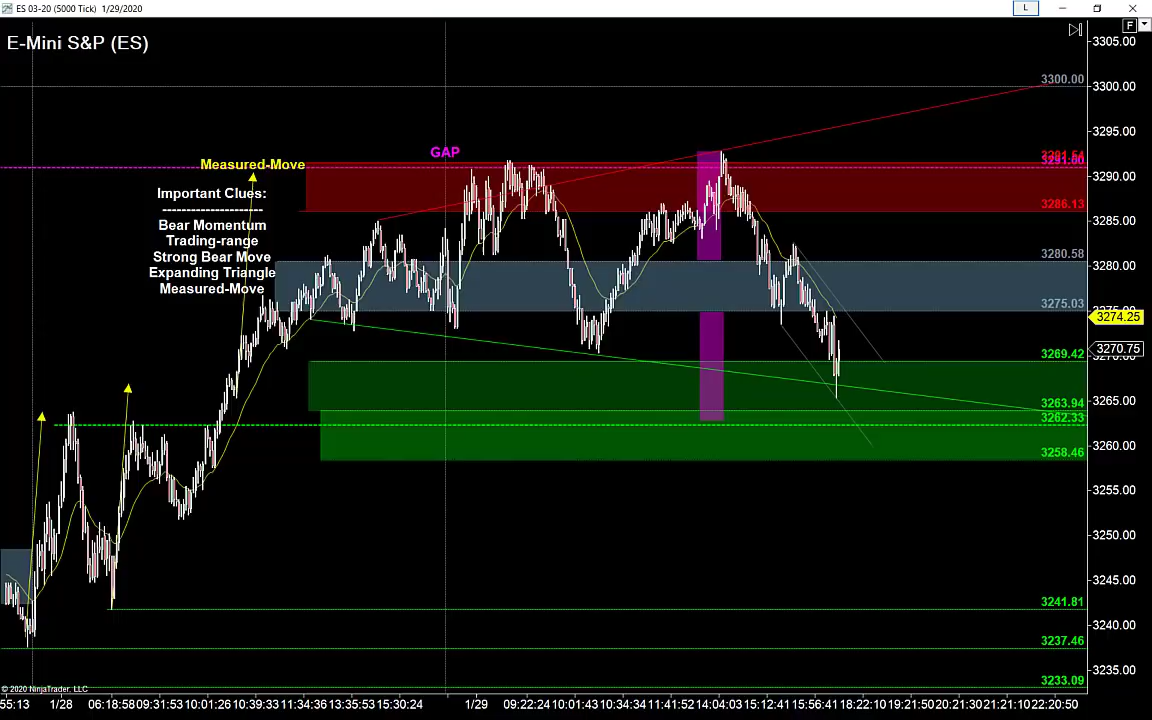 ES 03-20 (5000 Tick) 1/29/2020
L
F
E-Mini S&P (ES)
3305.00
3300.00
3300.00
3295.00
GAP
Measured-Move
3291.00
3290.00
Important Clues:
--------------------
Bear Momentum
Trading-range
Strong Bear Move
Expanding Triangle
Measured-Move
3286.13
3285.00
3280.58
3280.00
3275.03
3274.25
3270.75
3269.42
3265.00
3263.94
3262.33
3260.00
3258.46
3255.00
3250.00
3245.00
3241.81
3240.00
3237.46
3235.00
3233.09
© 2020 NinjaTrader, LLC
55:13 1/28 06:18:58 09:31:53 10:01:26 10:39:33 11:34:36 13:55:53 15:30:24 1/29 09:22:24 10:01:43 10:34:34 11:41:52 14:04:03 15:12:41 15:56:41 18:22:10 19:21:50 20:21:30 21:21:10 22:20:50